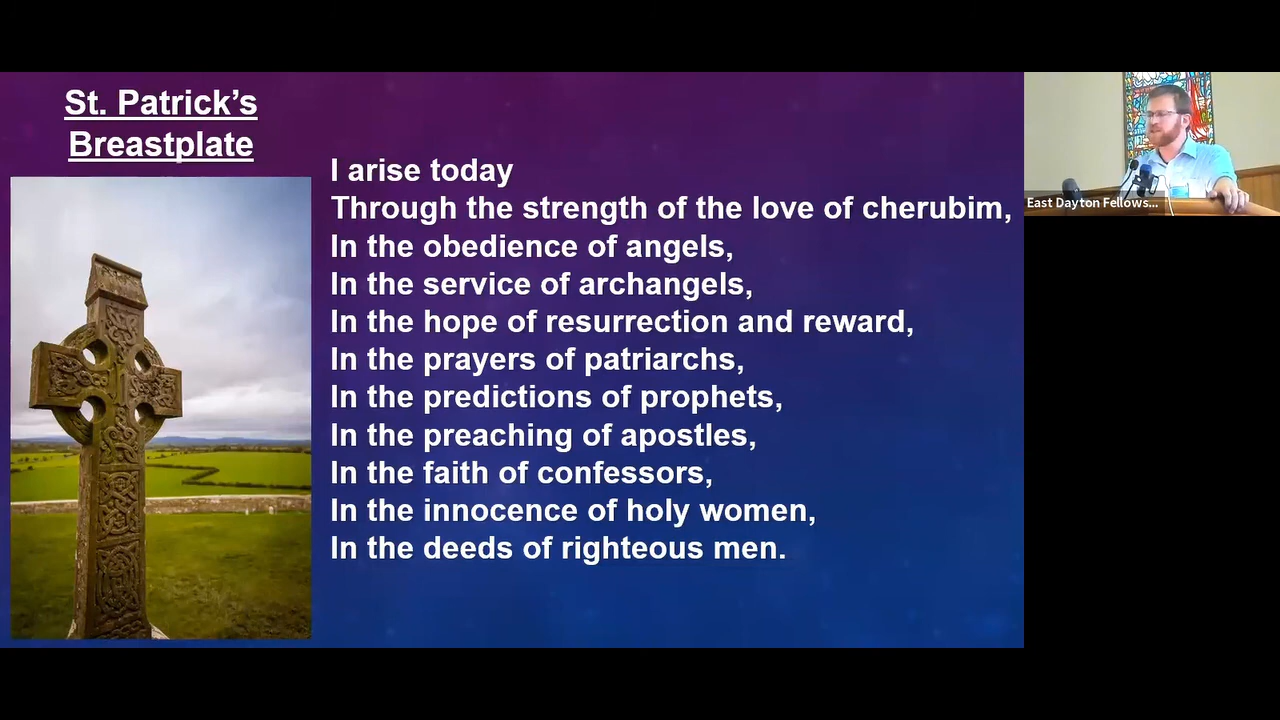 St. Patrick’s
Breastplate
I arise today
Through the strength of the love of cherubim,
In the obedience of angels,
In the service of archangels,
In the hope of resurrection and reward,
In the prayers of patriarchs,
In the predictions of prophets,
In the preaching of apostles,
In the faith of confessors,
In the innocence of holy women,
In the deeds of righteous men.
East Dayton Fellows...